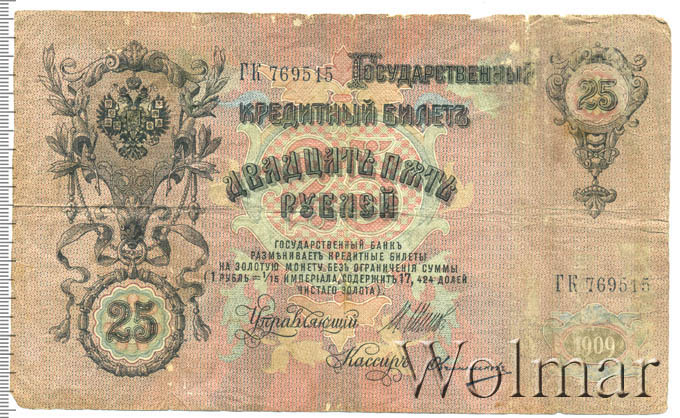 ГК 769515 Государственный
25
Кредитный Билетъ
Двадцать Пять
25
Рублей
Государственный Банкъ
размѣниваетъ кредитные билеты
на золотую монету безъ ограниченія суммы
(1 рубль = 1/15 имперіала, содержитъ 17,424 долей
чистаго золота).
ГК 769515
25
Управляющій
Кассиръ
1909
Wolmar